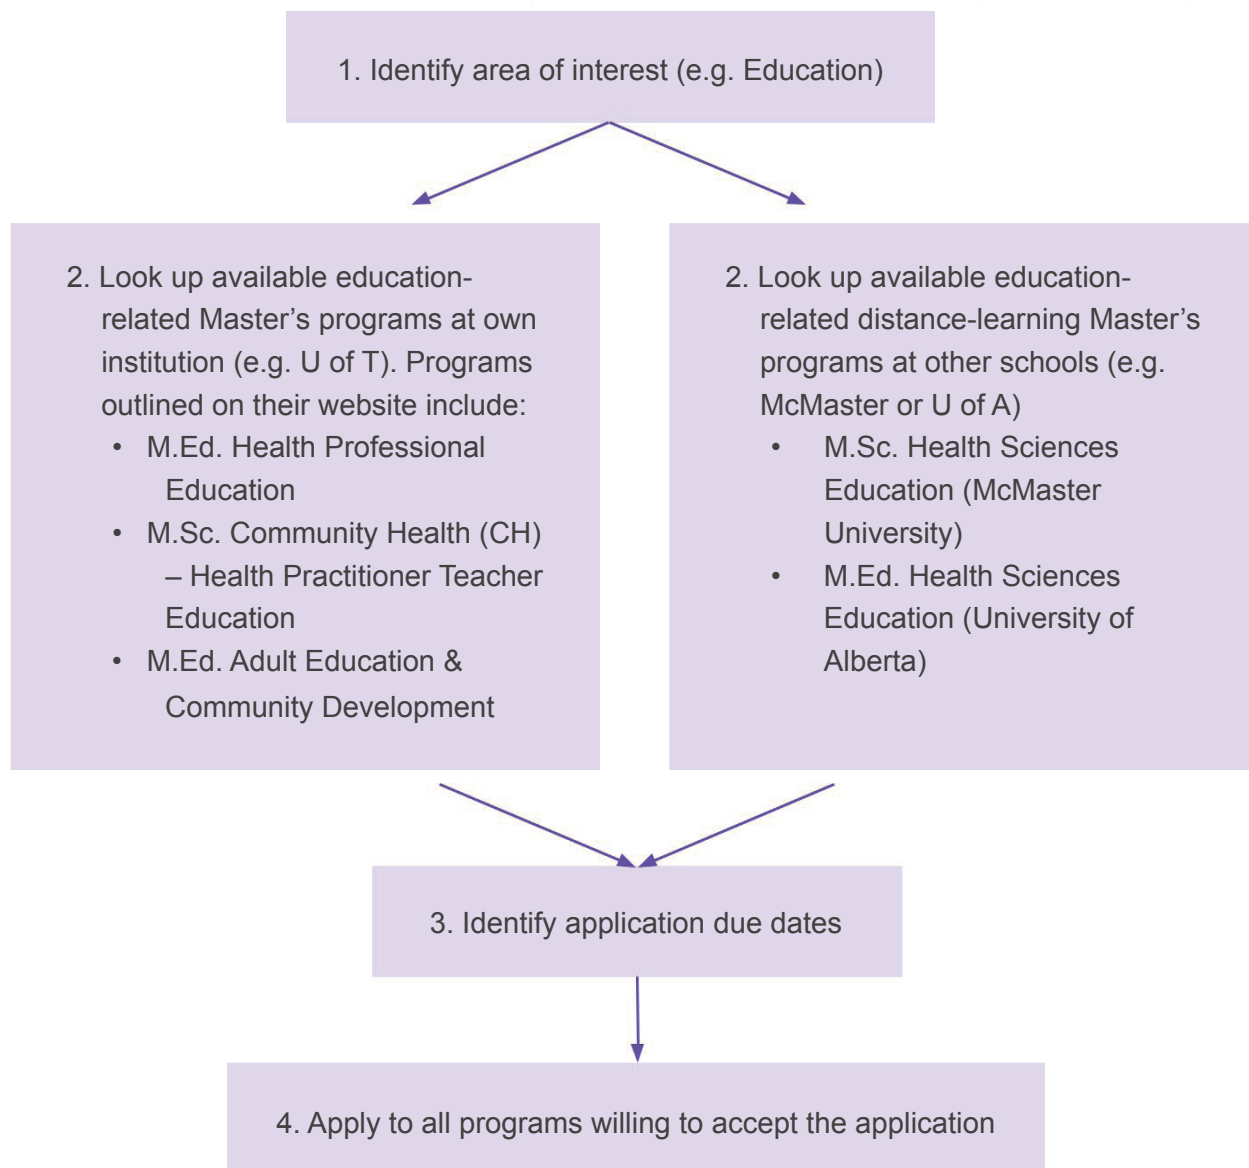 1. Identify area of interest (e.g. Education)
2. Look up available education-
related Master’s programs at own
institution (e.g. U of T). Programs
outlined on their website include:
• M.Ed. Health Professional
Education
• M.Sc. Community Health (CH)
– Health Practitioner Teacher
Education
• M.Ed. Adult Education &
Community Development
2. Look up available education-
related distance-learning Master’s
programs at other schools (e.g.
McMaster or U of A)
• M.Sc. Health Sciences
Education (McMaster
University)
• M.Ed. Health Sciences
Education (University of
Alberta)
3. Identify application due dates
4. Apply to all programs willing to accept the application